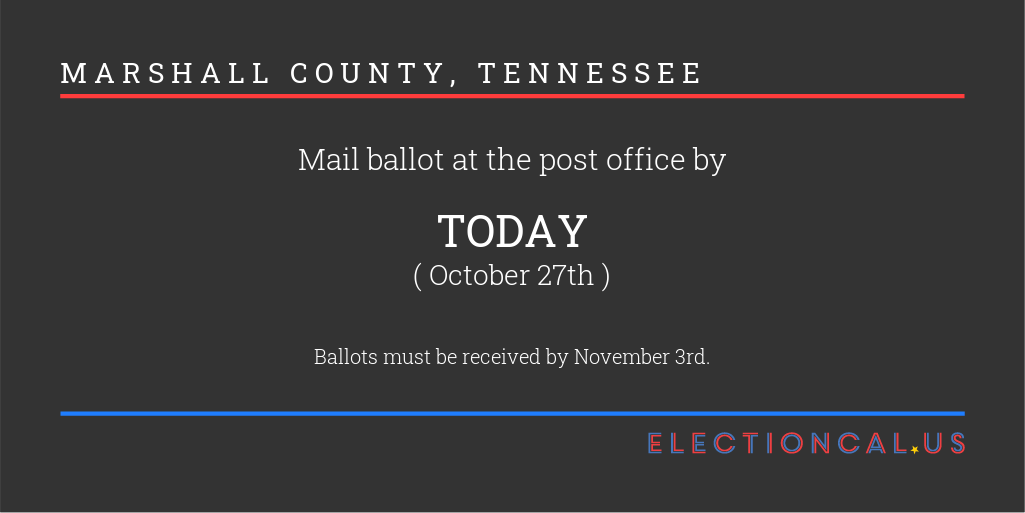 MARSHALL COUNTY, TENNESSEE
Mail ballot at the post office by
TODAY
( October 27th )
Ballots must be received by November 3rd.
ELECTIONCAL.US